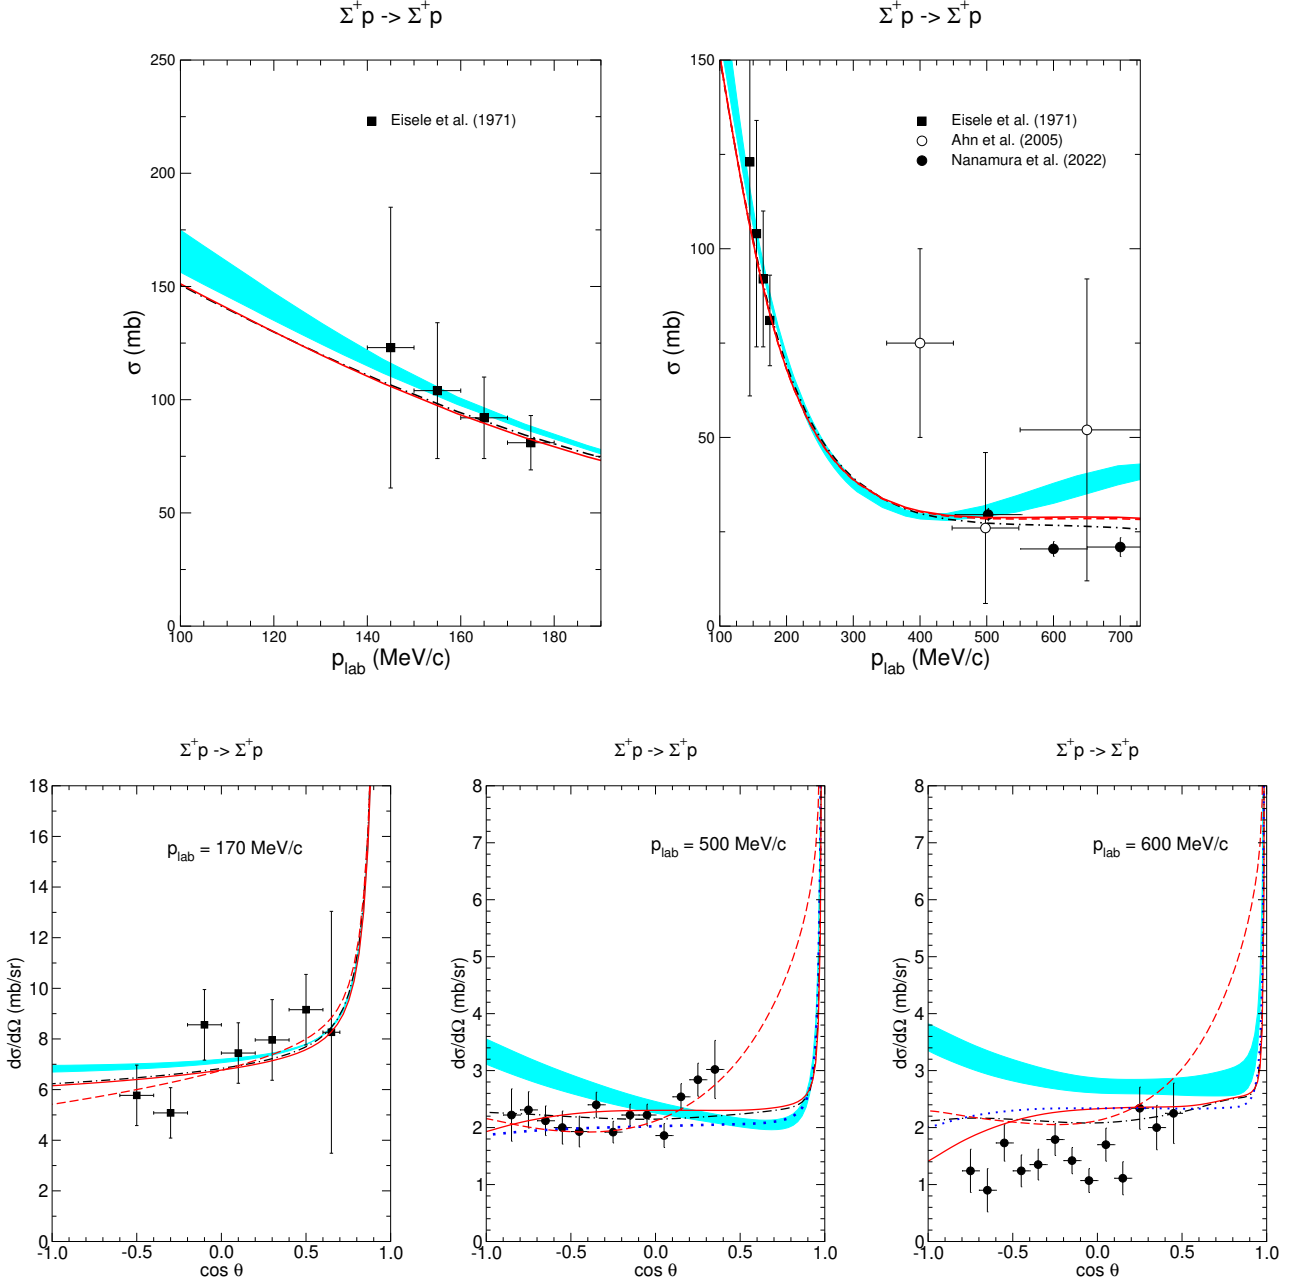 Σ⁺p -> Σ⁺p
250
200
150
100
50
0
σ (mb)
Eisele et al. (1971)
100 120 140 160 180
p_lab (MeV/c)
Σ⁺p -> Σ⁺p
150
100
50
0
σ (mb)
Eisele et al. (1971)
Ahn et al. (2005)
Nanamura et al. (2022)
100 200 300 400 500 600 700
p_lab (MeV/c)
Σ⁺p -> Σ⁺p
18
16
14
12
10
8
6
4
2
0
dσ/dΩ (mb/sr)
p_lab = 170 MeV/c
-1.0 -0.5 0.0 0.5 1.0
cos θ
Σ⁺p -> Σ⁺p
8
7
6
5
4
3
2
1
0
dσ/dΩ (mb/sr)
p_lab = 500 MeV/c
-1.0 -0.5 0.0 0.5 1.0
cos θ
Σ⁺p -> Σ⁺p
8
7
6
5
4
3
2
1
0
dσ/dΩ (mb/sr)
p_lab = 600 MeV/c
-1.0 -0.5 0.0 0.5 1.0
cos θ